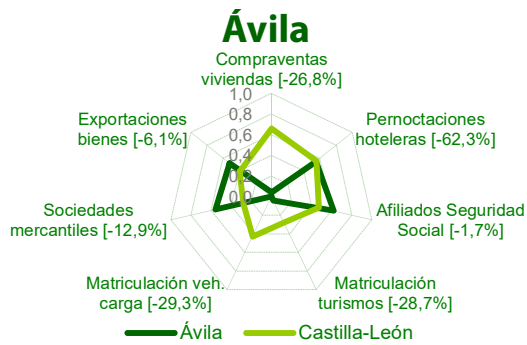 Ávila
Compraventas
viviendas [-26,8%]
1,0
0,8
0,6
0,4
0,2
0,0
Exportaciones
bienes [-6,1%]
Pernoctaciones
hoteleras [-62,3%]
Sociedades
mercantiles [-12,9%]
Afiliados Seguridad
Social [-1,7%]
Matriculación veh.
carga [-29,3%]
Matriculación
turismos [-28,7%]
Ávila
Castilla-León